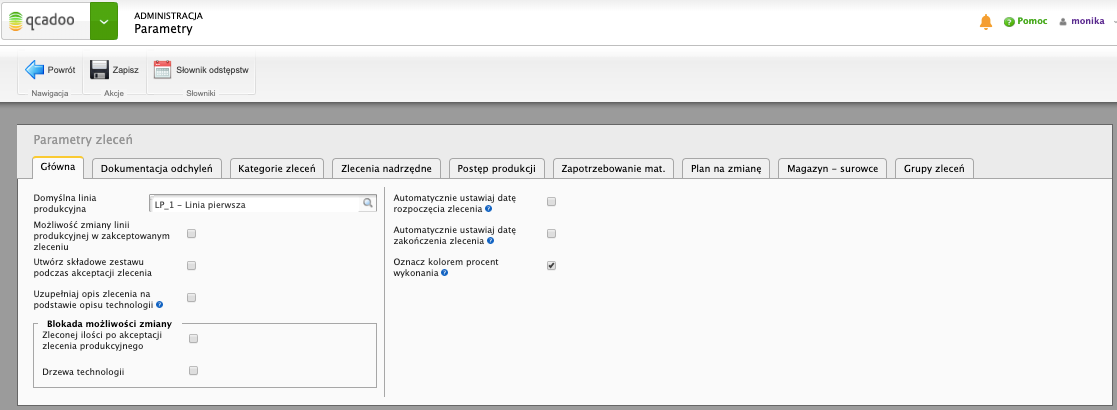 qcadoo
ADMINISTRACJA
Parametry
Pomoc
monika
Powrót
Zapisz
Słownik odstępstw
Nawigacja
Akcje
Słowniki
Parametry zleceń
Główna
Dokumentacja odchyleń
Kategorie zleceń
Zlecenia nadrzędne
Postęp produkcji
Zapotrzebowanie mat.
Plan na zmianę
Magazyn - surowce
Grupy zleceń
Domyślna linia
produkcyjna
LP_1 - Linia pierwsza
Możliwość zmiany linii
produkcyjnej w zakceptowanym
zleceniu
Utwórz składowe zestawu
podczas akceptacji zlecenia
Uzupełniaj opis zlecenia na
podstawie opisu technologii ?
Blokada możliwości zmiany
Zleconej ilości po akceptacji
zlecenia produkcyjnego
Drzewa technologii
Automatycznie ustawiaj datę
rozpoczęcia zlecenia ?
Automatycznie ustawiaj datę
zakończenia zlecenia ?
Oznacz kolorem procent
wykonania ?